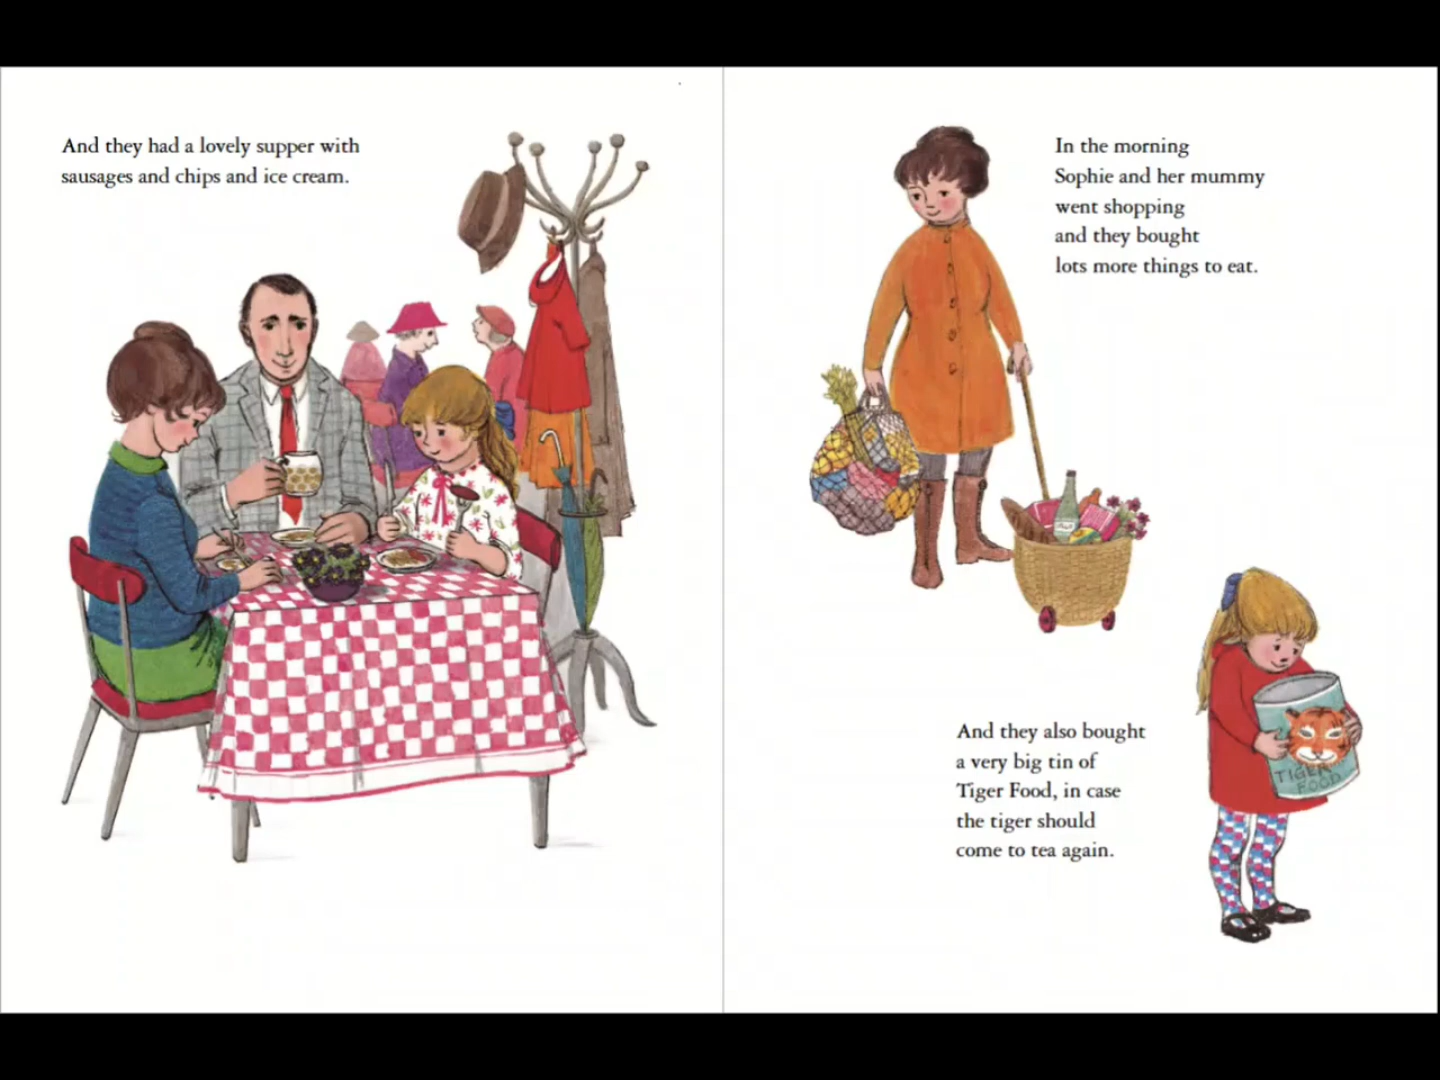 And they had a lovely supper with
sausages and chips and ice cream.
In the morning
Sophie and her mummy
went shopping
and they bought
lots more things to eat.
And they also bought
a very big tin of
Tiger Food, in case
the tiger should
come to tea again.
TIGER
FOOD